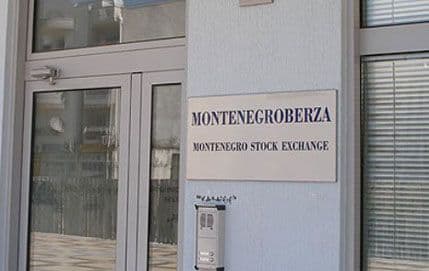 MONTENEGROBERZA
MONTENEGRO STOCK EXCHANGE